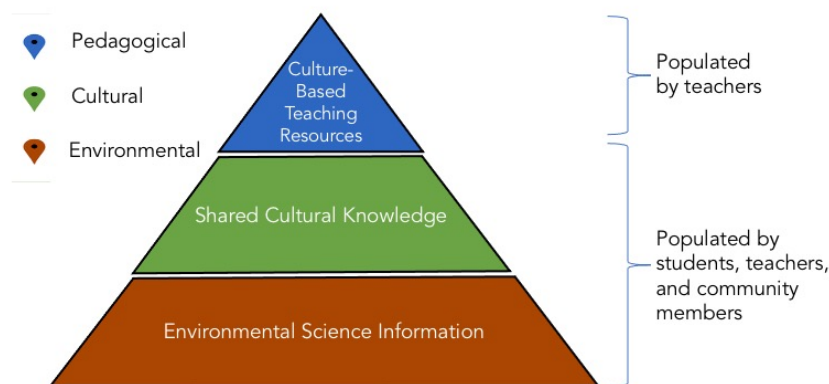 Pedagogical
Cultural
Environmental
Culture-
Based
Teaching
Resources
Shared Cultural Knowledge
Environmental Science Information
Populated
by teachers
Populated by
students, teachers,
and community
members